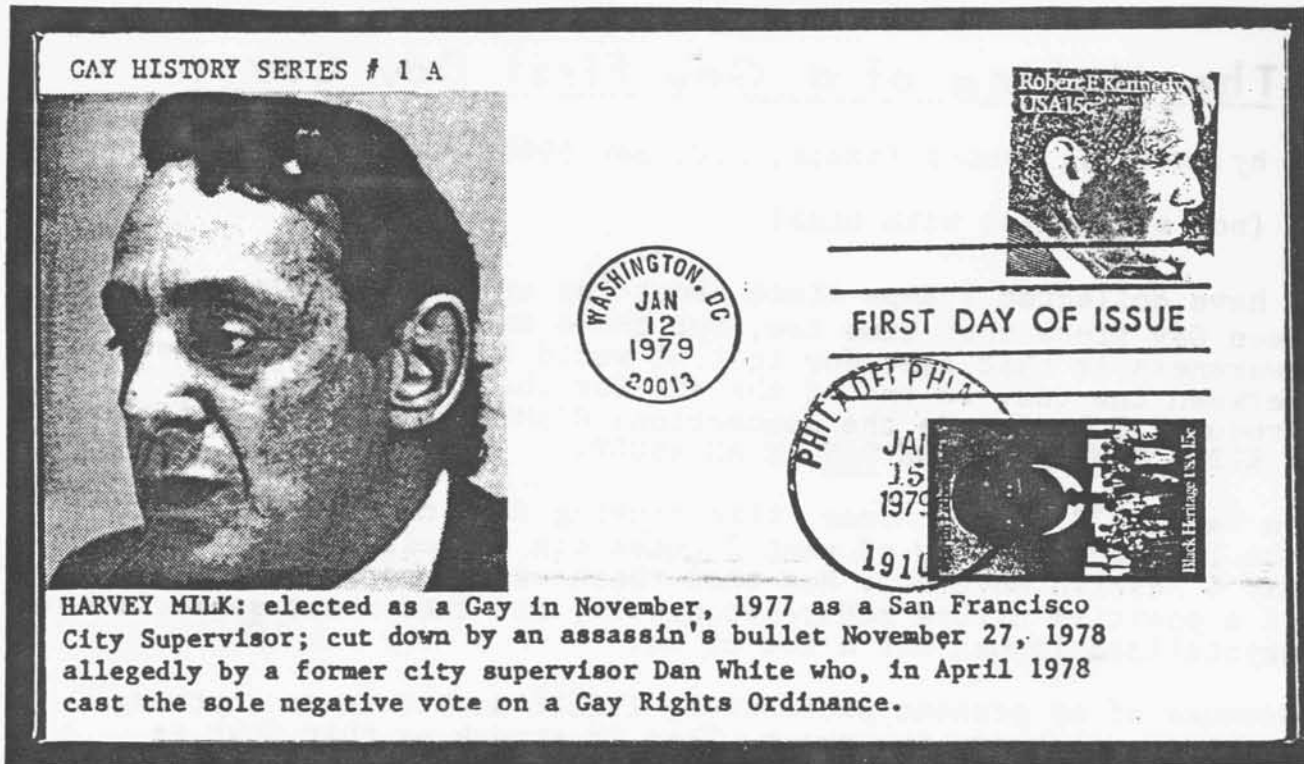 GAY HISTORY SERIES # 1 A
Robert F. Kennedy
USA 15c
WASHINGTON, DC
JAN
12
1979
20013
FIRST DAY OF ISSUE
PHILADELPHIA
JAN
15
1979
1910
Black Heritage USA 15c
HARVEY MILK: elected as a Gay in November, 1977 as a San Francisco
City Supervisor; cut down by an assassin's bullet November 27, 1978
allegedly by a former city supervisor Dan White who, in April 1978
cast the sole negative vote on a Gay Rights Ordinance.